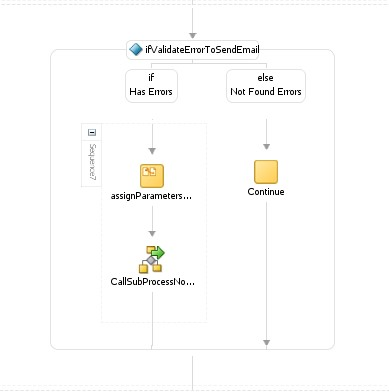 ifValidateErrorToSendEmail
if
Has Errors
else
Not Found Errors
Sequence7
assignParameters...
Continue
CallSubProcessNo...